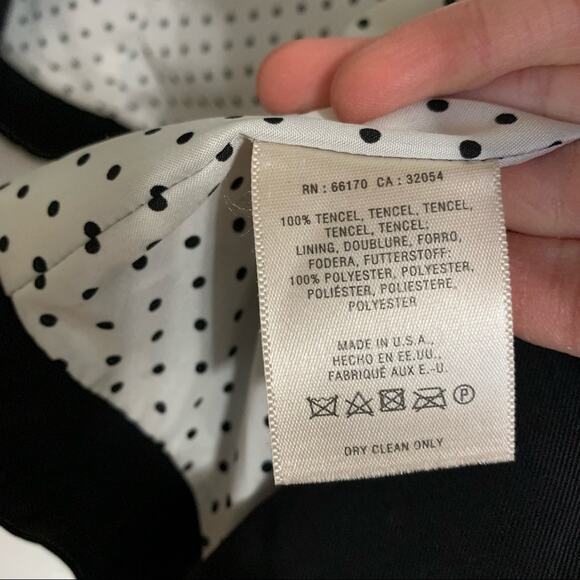 RN : 66170 CA : 32054
100% TENCEL, TENCEL, TENCEL,
TENCEL, TENCEL;
LINING, DOUBLURE, FORRO,
FODERA, FUTTERSTOFF:
100% POLYESTER, POLYESTER,
POLIÉSTER, POLIESTERE,
POLYESTER
MADE IN U.S.A.,
HECHO EN EE.UU.,
FABRIQUÉ AUX E.-U.
P
DRY CLEAN ONLY